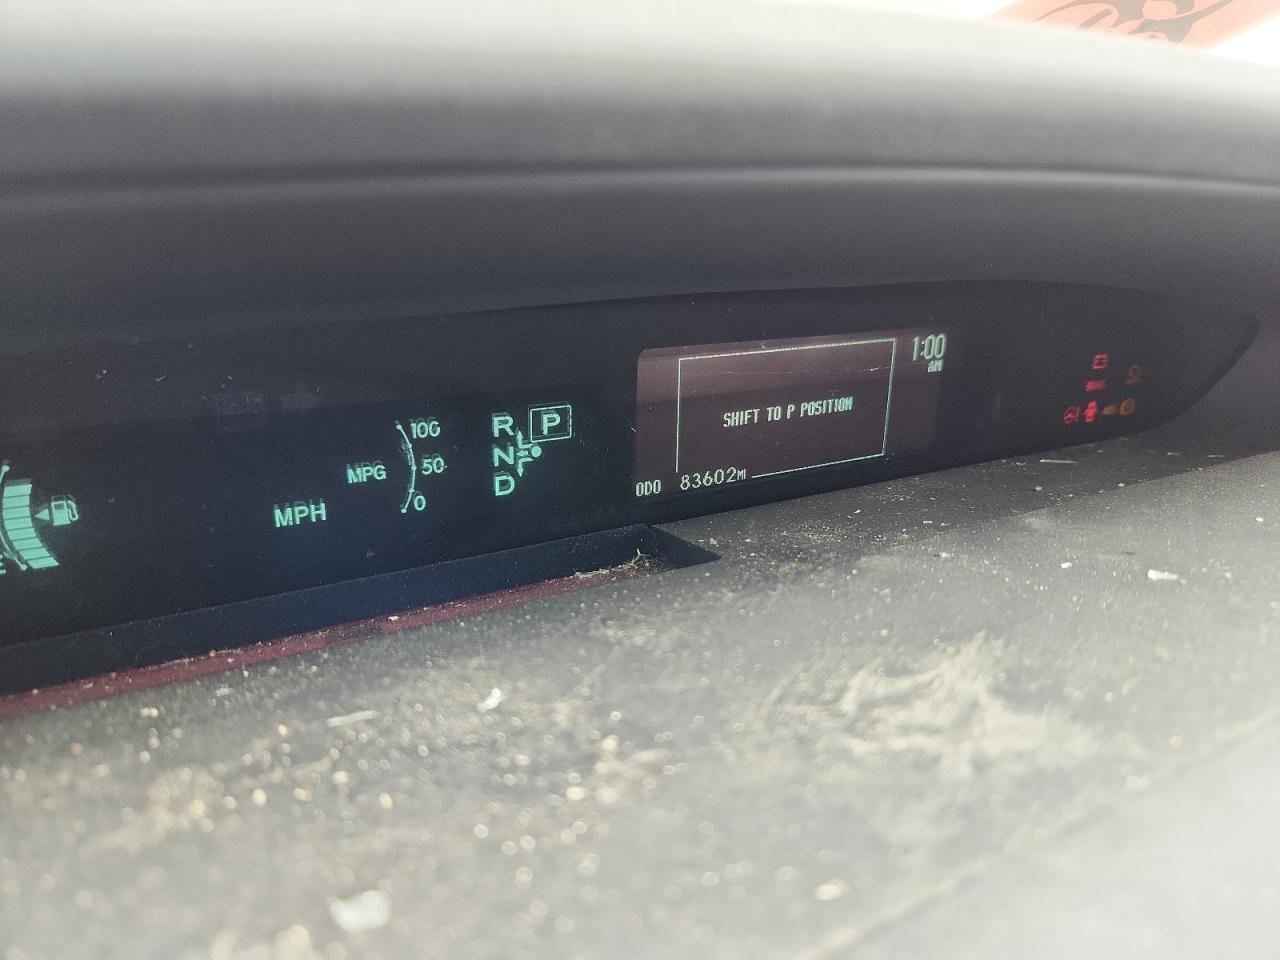 1:00
AM
SHIFT TO P POSITION
ODO 83602MI
R P
N
D
100
MPG 50
0
MPH
E